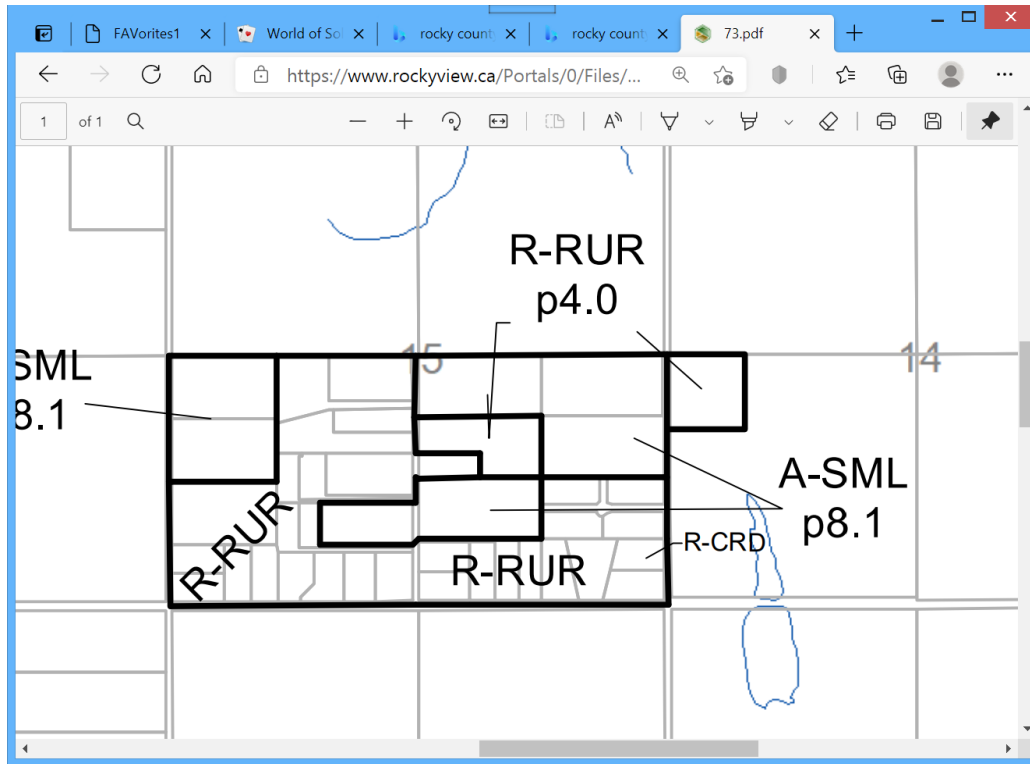 FAVorites1
World of Sol
rocky count
rocky count
73.pdf
https://www.rockyview.ca/Portals/0/Files/...
1 of 1
R-RUR
p4.0
15
14
SML
8.1
A-SML
p8.1
R-RUR
R-CRD
R-RUR